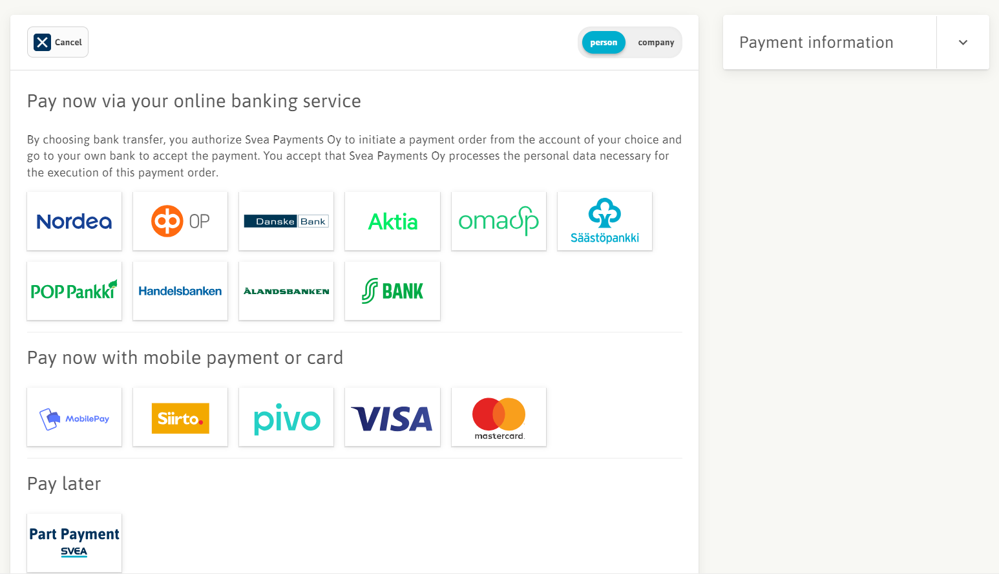 Cancel
person
company
Payment information
Pay now via your online banking service
By choosing bank transfer, you authorize Svea Payments Oy to initiate a payment order from the account of your choice and
go to your own bank to accept the payment. You accept that Svea Payments Oy processes the personal data necessary for
the execution of this payment order.
Nordea
OP
Danske Bank
Aktia
omasp
Säästöpankki
POP Pankki
Handelsbanken
ÅLANDSBANKEN
S BANK
Pay now with mobile payment or card
MobilePay
Siirto.
pivo
VISA
mastercard.
Pay later
Part Payment
SVEA